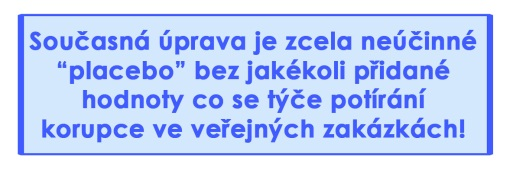 Současná úprava je zcela neúčinné
“placebo” bez jakékoli přidané
hodnoty co se týče potírání
korupce ve veřejných zakázkách!